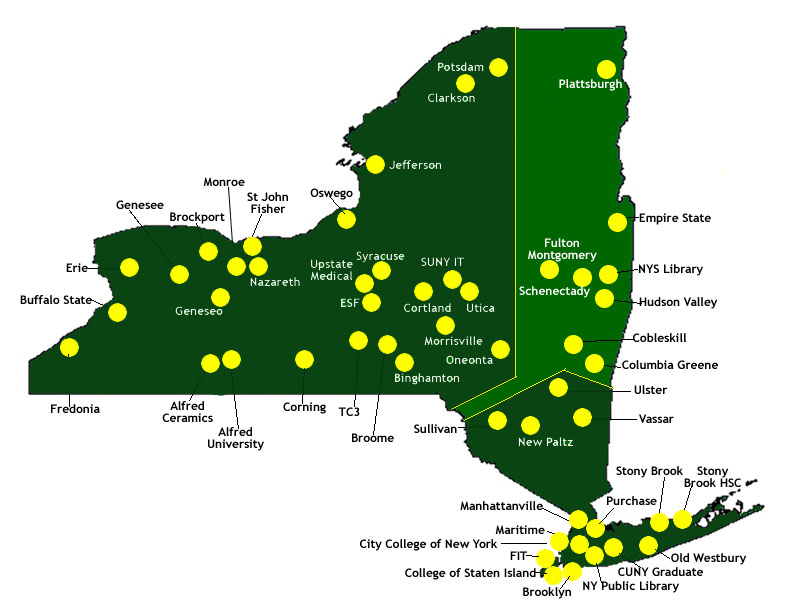 Potsdam
Clarkson
Plattsburgh
Jefferson
Genesee
Monroe
St John
Fisher
Oswego
Brockport
Empire State
Erie
Nazareth
Geneseo
Buffalo State
Upstate
Medical
Syracuse
ESF
SUNY IT
Cortland
Utica
Morrisville
Oneonta
Fulton
Montgomery
Schenectady
NYS Library
Hudson Valley
Cobleskill
Columbia Greene
Fredonia
Alfred
Ceramics
Alfred
University
Corning
TC3
Broome
Binghamton
Ulster
Vassar
Sullivan
New Paltz
Stony Brook
Stony
Brook HSC
Manhattanville
Purchase
Maritime
City College of New York
FIT
College of Staten Island
Brooklyn
NY Public Library
CUNY Graduate
Old Westbury